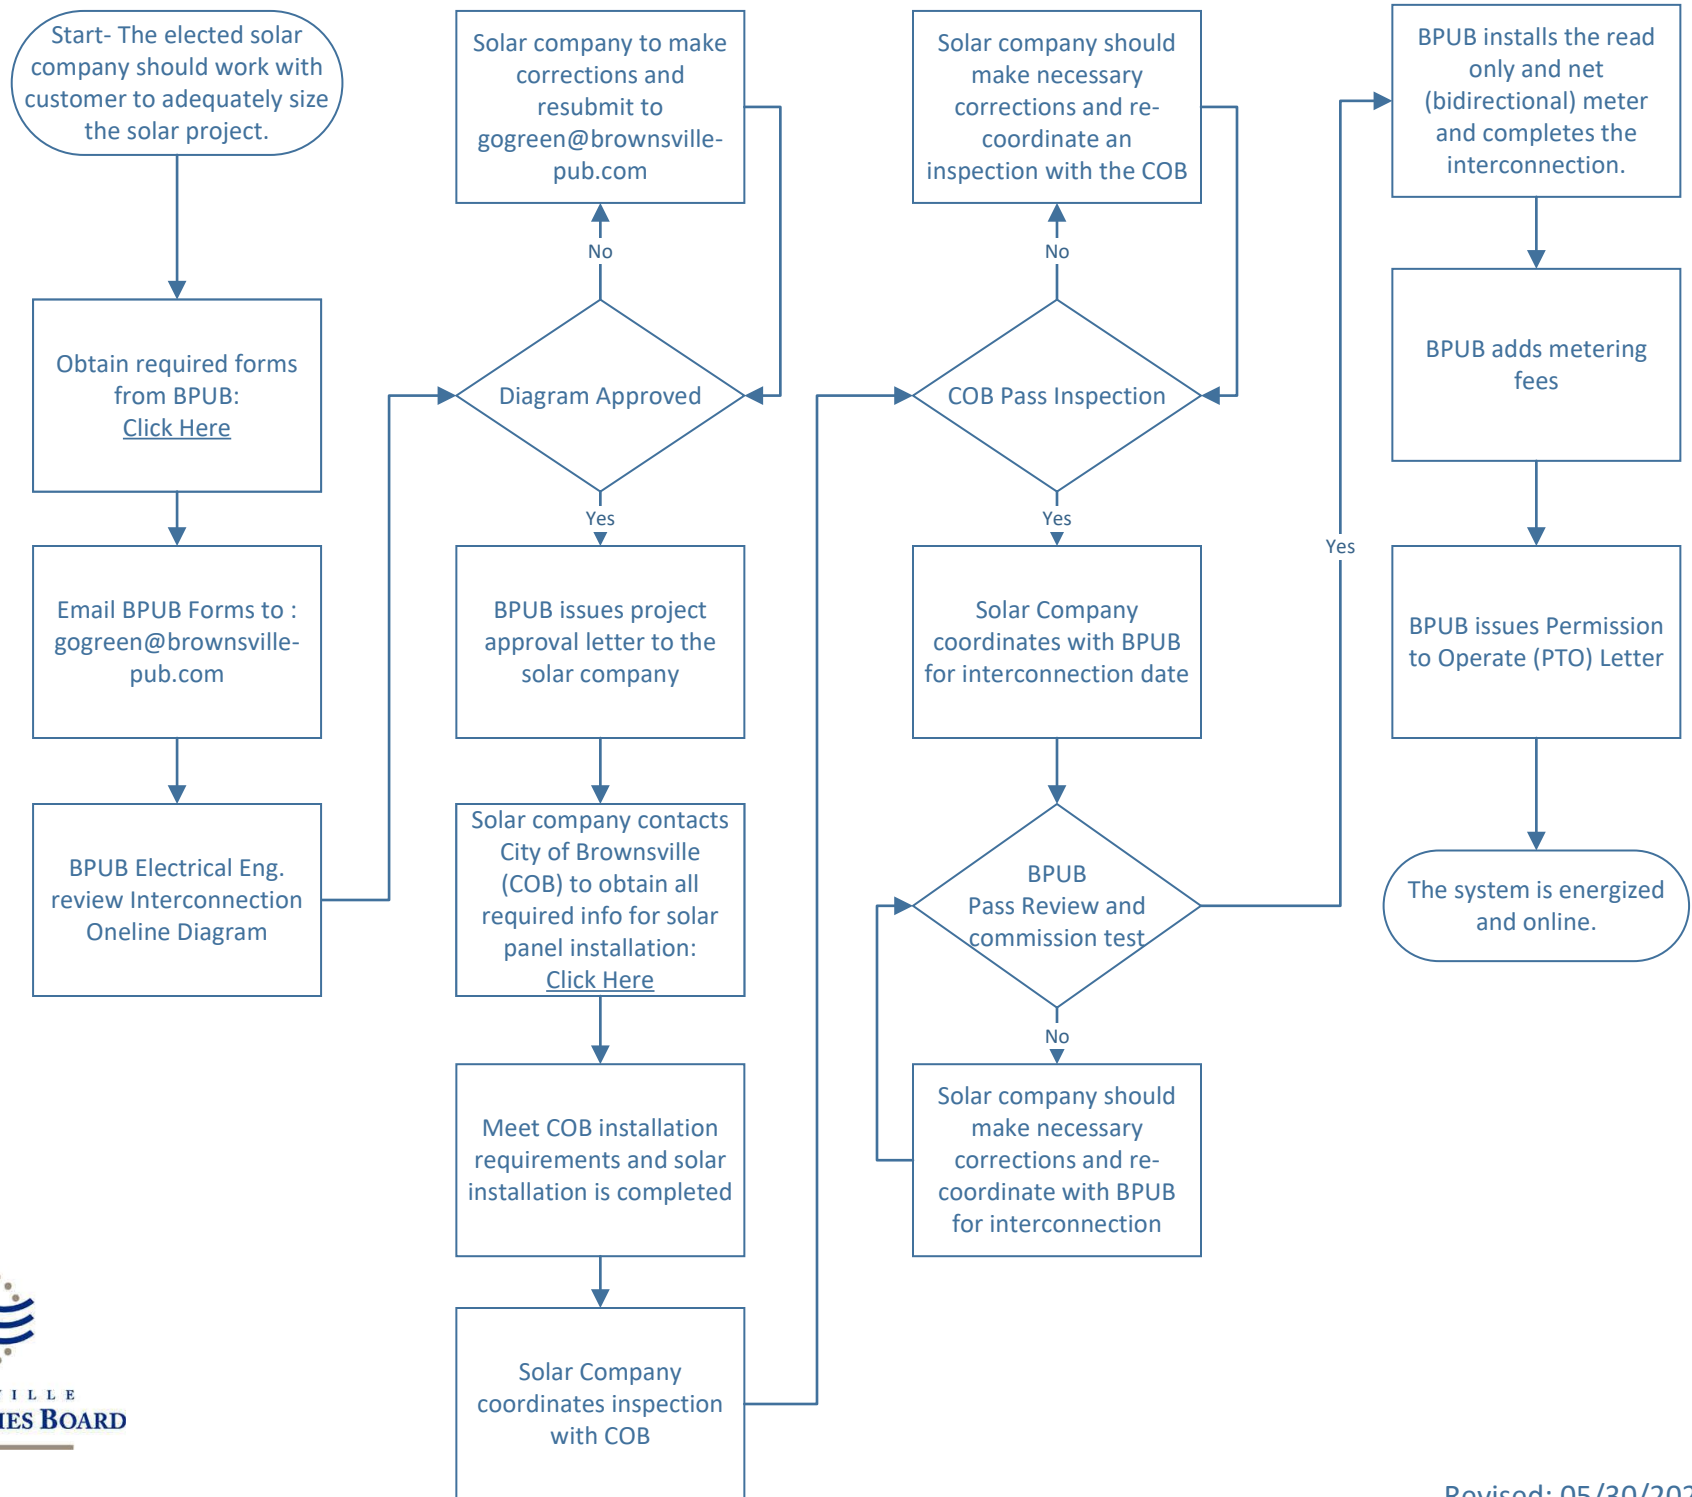 Start- The elected solar
company should work with
customer to adequately size
the solar project.
Obtain required forms
from BPUB:
Click Here
Email BPUB Forms to :
gogreen@brownsville-
pub.com
BPUB Electrical Eng.
review Interconnection
Oneline Diagram
Solar company to make
corrections and
resubmit to
gogreen@brownsville-
pub.com
No
Diagram Approved
Yes
BPUB issues project
approval letter to the
solar company
Solar company contacts
City of Brownsville
(COB) to obtain all
required info for solar
panel installation:
Click Here
Meet COB installation
requirements and solar
installation is completed
Solar Company
coordinates inspection
with COB
Solar company should
make necessary
corrections and re-
coordinate an
inspection with the COB
No
COB Pass Inspection
Yes
Solar Company
coordinates with BPUB
for interconnection date
BPUB
Pass Review and
commission test
No
Solar company should
make necessary
corrections and re-
coordinate with BPUB
for interconnection
Yes
BPUB installs the read
only and net
(bidirectional) meter
and completes the
interconnection.
BPUB adds metering
fees
BPUB issues Permission
to Operate (PTO) Letter
The system is energized
and online.
ILLE
IES BOARD
Revised: 05/30/202